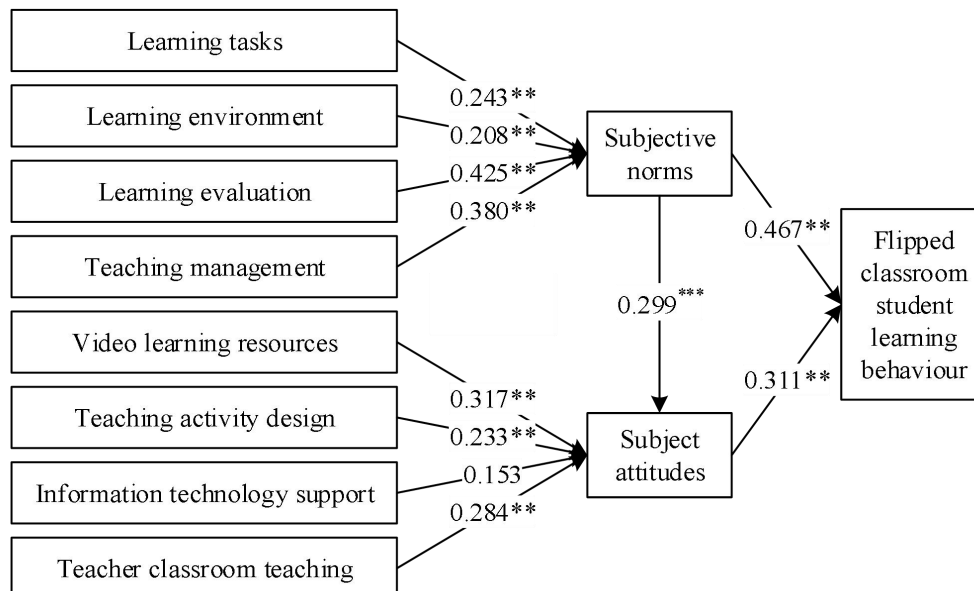 Learning tasks
Learning environment
Learning evaluation
Teaching management
Video learning resources
Teaching activity design
Information technology support
Teacher classroom teaching
0.243**
0.208**
0.425**
0.380**
0.317**
0.233**
0.153
0.284**
Subjective
norms
0.299***
Subject
attitudes
0.467**
0.311**
Flipped
classroom
student
learning
behaviour